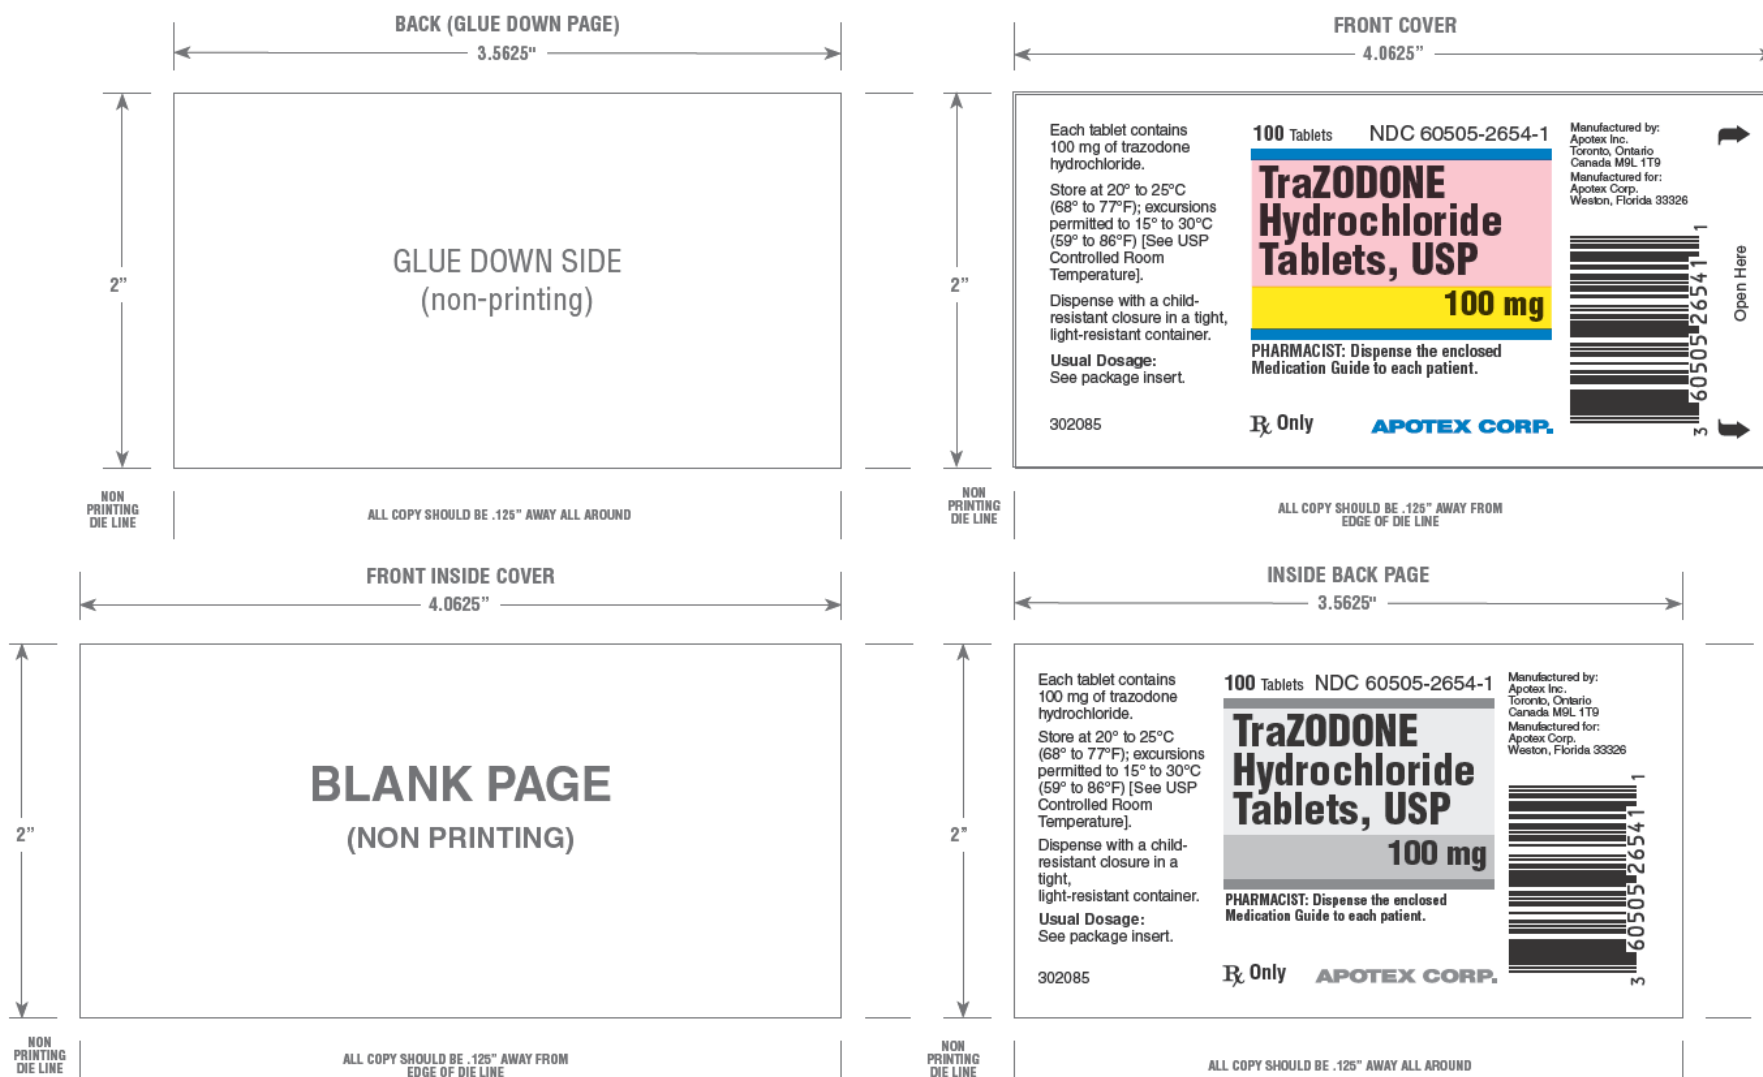 BACK (GLUE DOWN PAGE)
3.5625"
2”
GLUE DOWN SIDE
(non-printing)
NON
PRINTING
DIE LINE
ALL COPY SHOULD BE .125” AWAY ALL AROUND
FRONT COVER
4.0625”
2”
Each tablet contains
100 mg of trazodone
hydrochloride.
Store at 20° to 25°C
(68° to 77°F); excursions
permitted to 15° to 30°C
(59° to 86°F) [See USP
Controlled Room
Temperature].
Dispense with a child-
resistant closure in a tight,
light-resistant container.
Usual Dosage:
See package insert.
302085
100 Tablets NDC 60505-2654-1
TraZODONE
Hydrochloride
Tablets, USP
100 mg
PHARMACIST: Dispense the enclosed
Medication Guide to each patient.
℞ Only
APOTEX CORP.
Manufactured by:
Apotex Inc.
Toronto, Ontario
Canada M9L 1T9
Manufactured for:
Apotex Corp.
Weston, Florida 33326
3 60505 26541 1
Open Here
NON
PRINTING
DIE LINE
ALL COPY SHOULD BE .125” AWAY FROM
EDGE OF DIE LINE
FRONT INSIDE COVER
4.0625”
2”
BLANK PAGE
(NON PRINTING)
NON
PRINTING
DIE LINE
ALL COPY SHOULD BE .125” AWAY FROM
EDGE OF DIE LINE
INSIDE BACK PAGE
3.5625"
2”
Each tablet contains
100 mg of trazodone
hydrochloride.
Store at 20° to 25°C
(68° to 77°F); excursions
permitted to 15° to 30°C
(59° to 86°F) [See USP
Controlled Room
Temperature].
Dispense with a child-
resistant closure in a
tight,
light-resistant container.
Usual Dosage:
See package insert.
302085
100 Tablets NDC 60505-2654-1
TraZODONE
Hydrochloride
Tablets, USP
100 mg
PHARMACIST: Dispense the enclosed
Medication Guide to each patient.
℞ Only
APOTEX CORP.
Manufactured by:
Apotex Inc.
Toronto, Ontario
Canada M9L 1T9
Manufactured for:
Apotex Corp.
Weston, Florida 33326
3 60505 26541 1
NON
PRINTING
DIE LINE
ALL COPY SHOULD BE .125” AWAY ALL AROUND